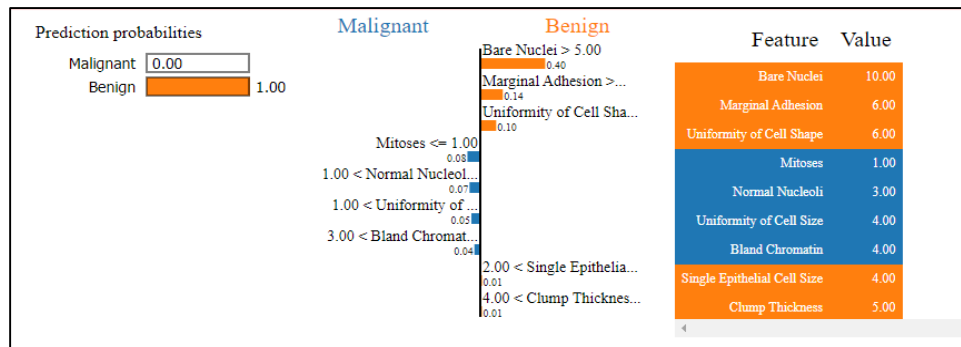 Prediction probabilities
Malignant 0.00
Benign 1.00
Malignant Benign
Bare Nuclei > 5.00
0.40
Marginal Adhesion >...
0.14
Uniformity of Cell Sha...
0.10
Mitoses <= 1.00
0.08
1.00 < Normal Nucleol...
0.07
1.00 < Uniformity of ...
0.05
3.00 < Bland Chromat...
0.04
2.00 < Single Epithelia...
0.01
4.00 < Clump Thicknes...
0.01
Feature Value
Bare Nuclei 10.00
Marginal Adhesion 6.00
Uniformity of Cell Shape 6.00
Mitoses 1.00
Normal Nucleoli 3.00
Uniformity of Cell Size 4.00
Bland Chromatin 4.00
Single Epithelial Cell Size 4.00
Clump Thickness 5.00